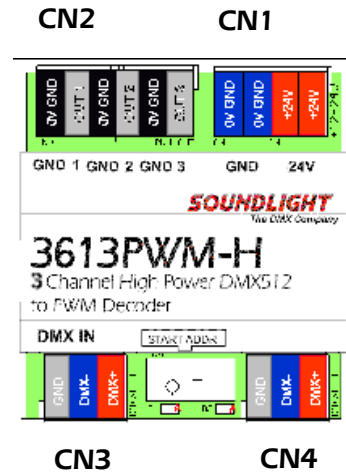 CN2 CN1
0V GND OUT 1 0V GND OUT 2 0V GND OUT 3 0V GND 0V GND +24V +24V
GND 1 GND 2 GND 3 GND 24V
SOUNDLIGHT
The DMX Company
3613PWM-H
3 Channel High Power DMX512
to PWM Decoder
DMX IN START ADDR
GND DMX- DMX+ GND DMX- DMX+
CN3 CN4